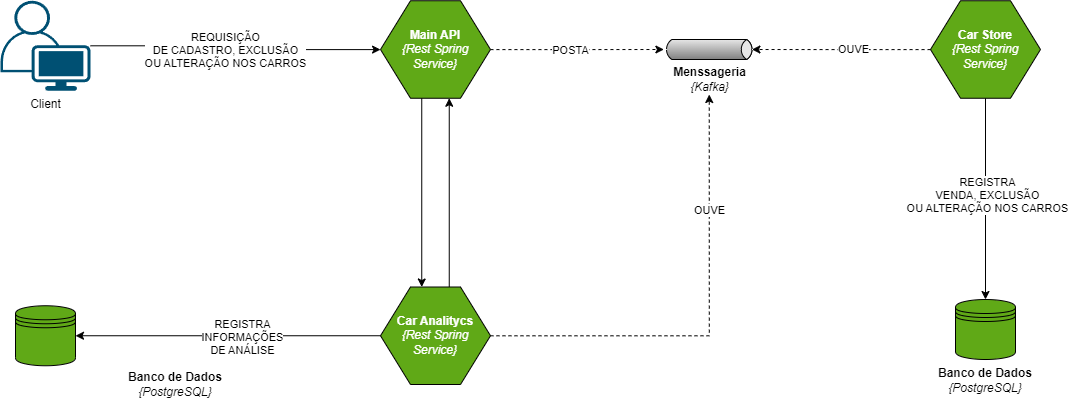 Client
REQUISIÇÃO
DE CADASTRO, EXCLUSÃO
OU ALTERAÇÃO NOS CARROS
Main API
{Rest Spring
Service}
POSTA
Menssageria
{Kafka}
OUVE
Car Store
{Rest Spring
Service}
OUVE
REGISTRA
VENDA, EXCLUSÃO
OU ALTERAÇÃO NOS CARROS
REGISTRA
INFORMAÇÕES
DE ANÁLISE
Car Analitycs
{Rest Spring
Service}
Banco de Dados
{PostgreSQL}
Banco de Dados
{PostgreSQL}